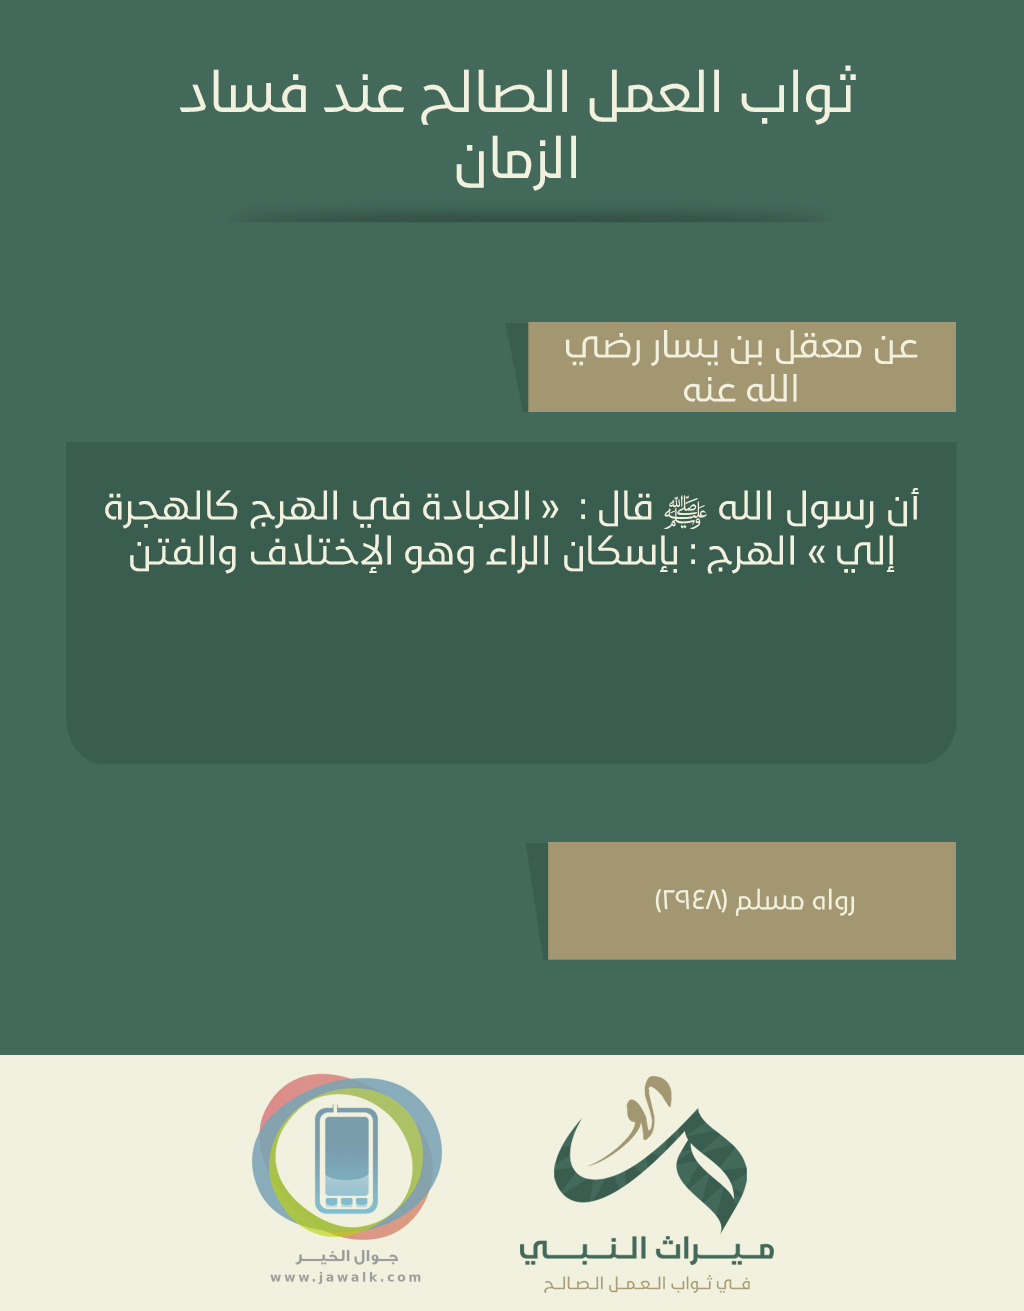 ثواب العمل الصالح عند فساد
الزمان
عن معقل بن يسار رضي
الله عنه
أن رسول الله ﷺ قال : « العبادة في الهرج كالهجرة
إلي » الهرج : بإسكان الراء وهو الإختلاف والفتن
رواه مسلم (٢٩٤٨)
ميراث النبي
في ثواب العمل الصالح
جوال الخير
www.jawalk.com